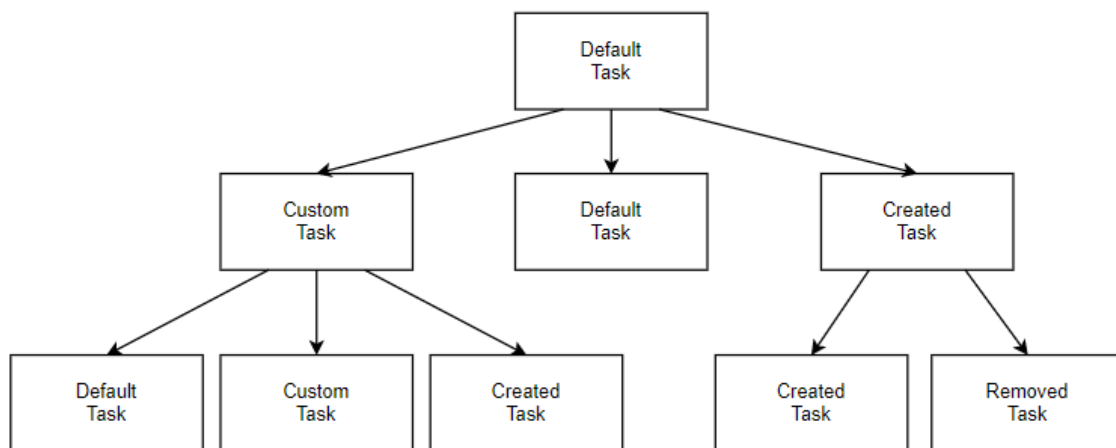 Default
Task
Custom
Task
Default
Task
Created
Task
Default
Task
Custom
Task
Created
Task
Created
Task
Removed
Task